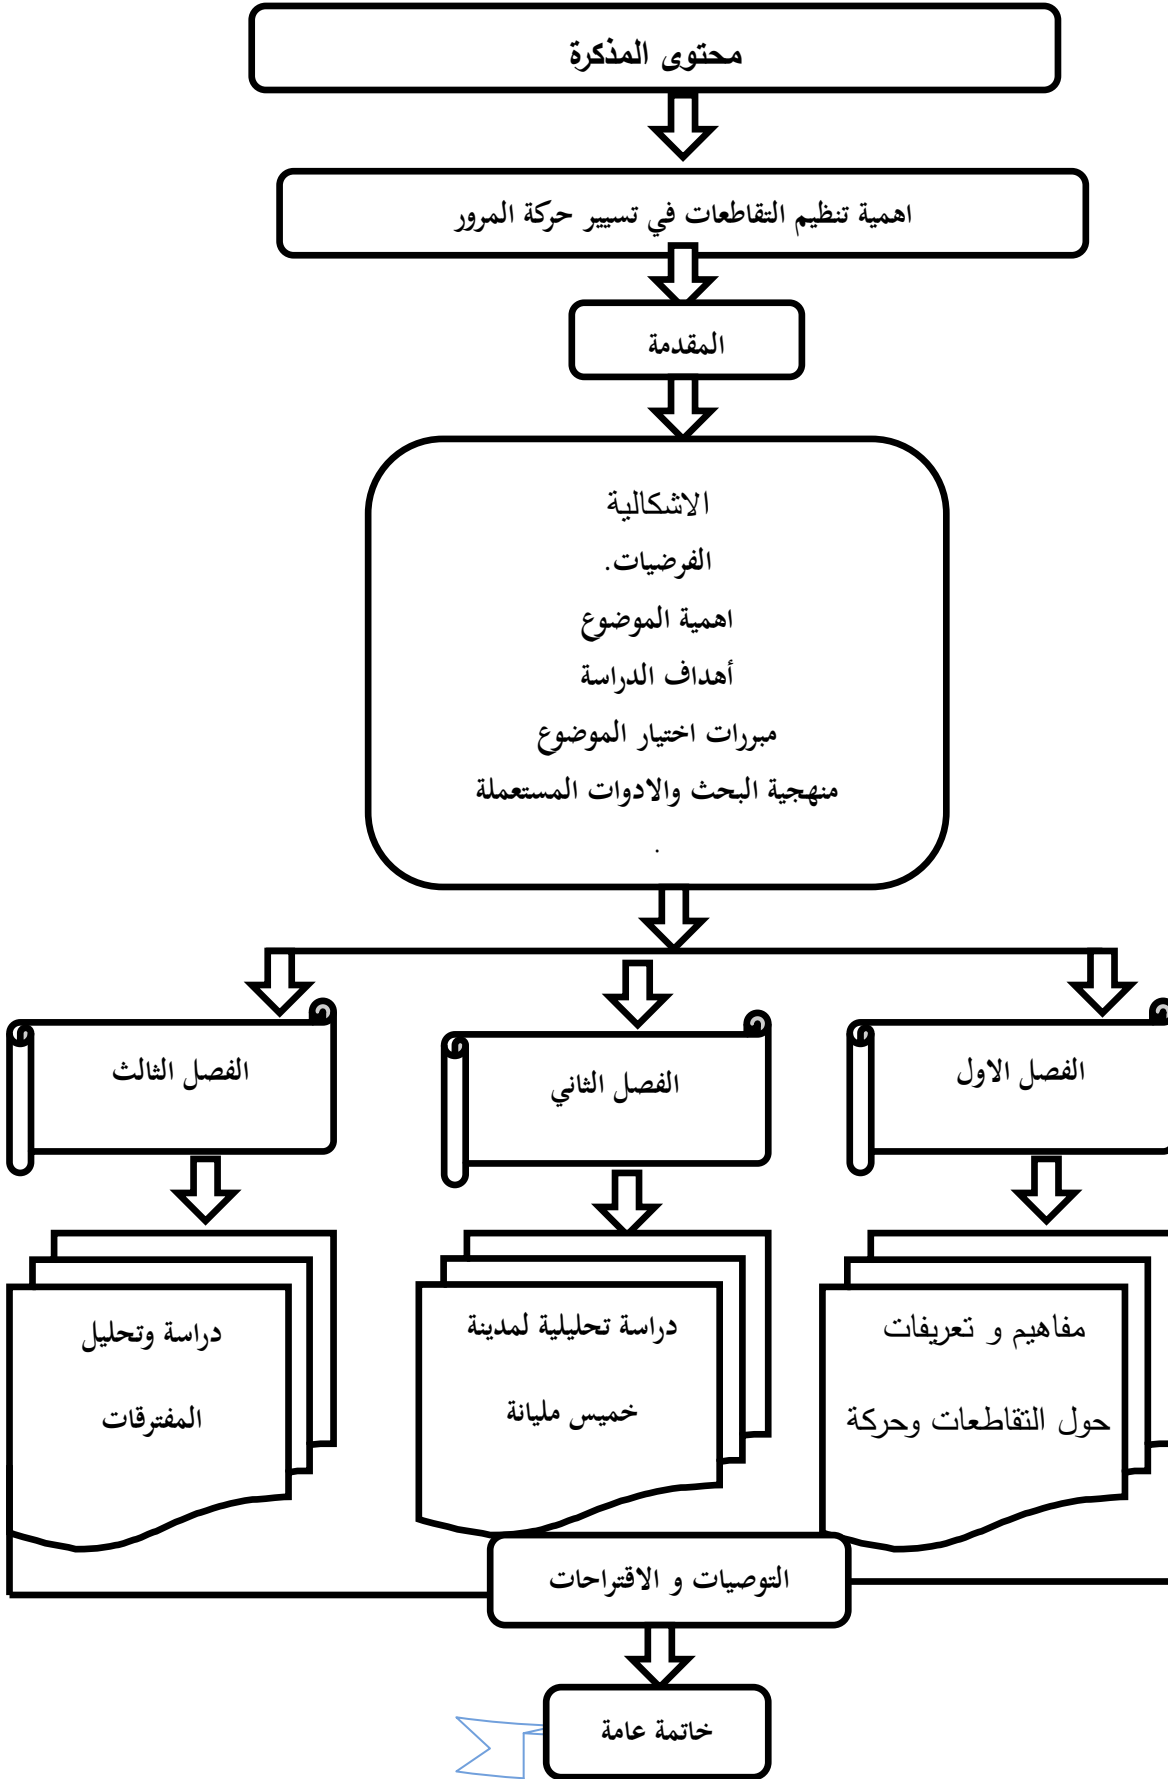 محتوى المذكرة
اهمية تنظيم التقاطعات في تسيير حركة المرور
المقدمة
الاشكالية
الفرضيات.
اهمية الموضوع
أهداف الدراسة
مبررات اختيار الموضوع
منهجية البحث والادوات المستعملة
.
الفصل الاول
الفصل الثاني
الفصل الثالث
مفاهيم و تعريفات
حول التقاطعات وحركة
دراسة تحليلية لمدينة
خميس مليانة
دراسة وتحليل
المفترقات
التوصيات و الاقتراحات
خاتمة عامة